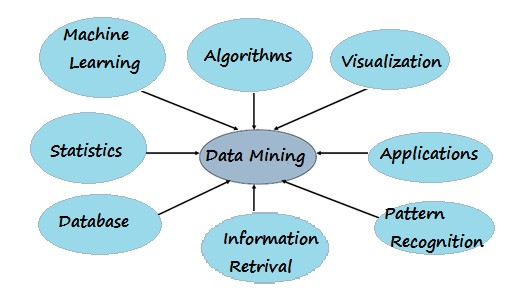 Machine
Learning
Algorithms
Visualization
Statistics
Data Mining
Applications
Database
Information
Retrival
Pattern
Recognition